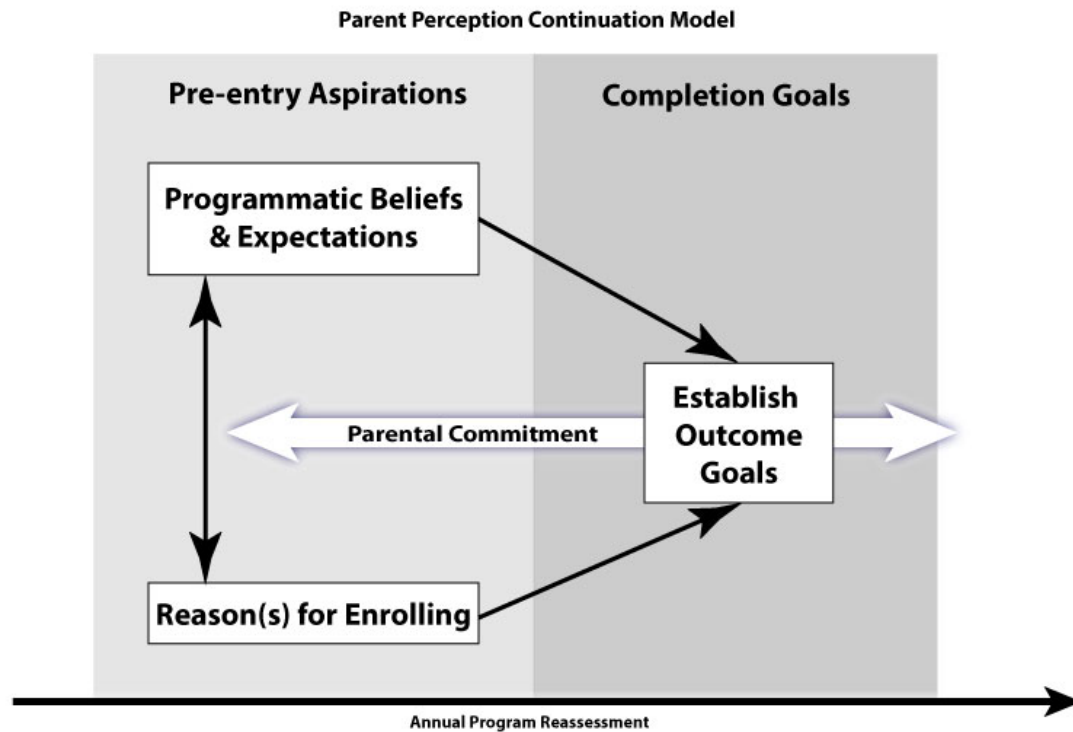 Parent Perception Continuation Model
Pre-entry Aspirations
Completion Goals
Programmatic Beliefs
& Expectations
Establish
Outcome
Goals
Parental Commitment
Reason(s) for Enrolling
Annual Program Reassessment